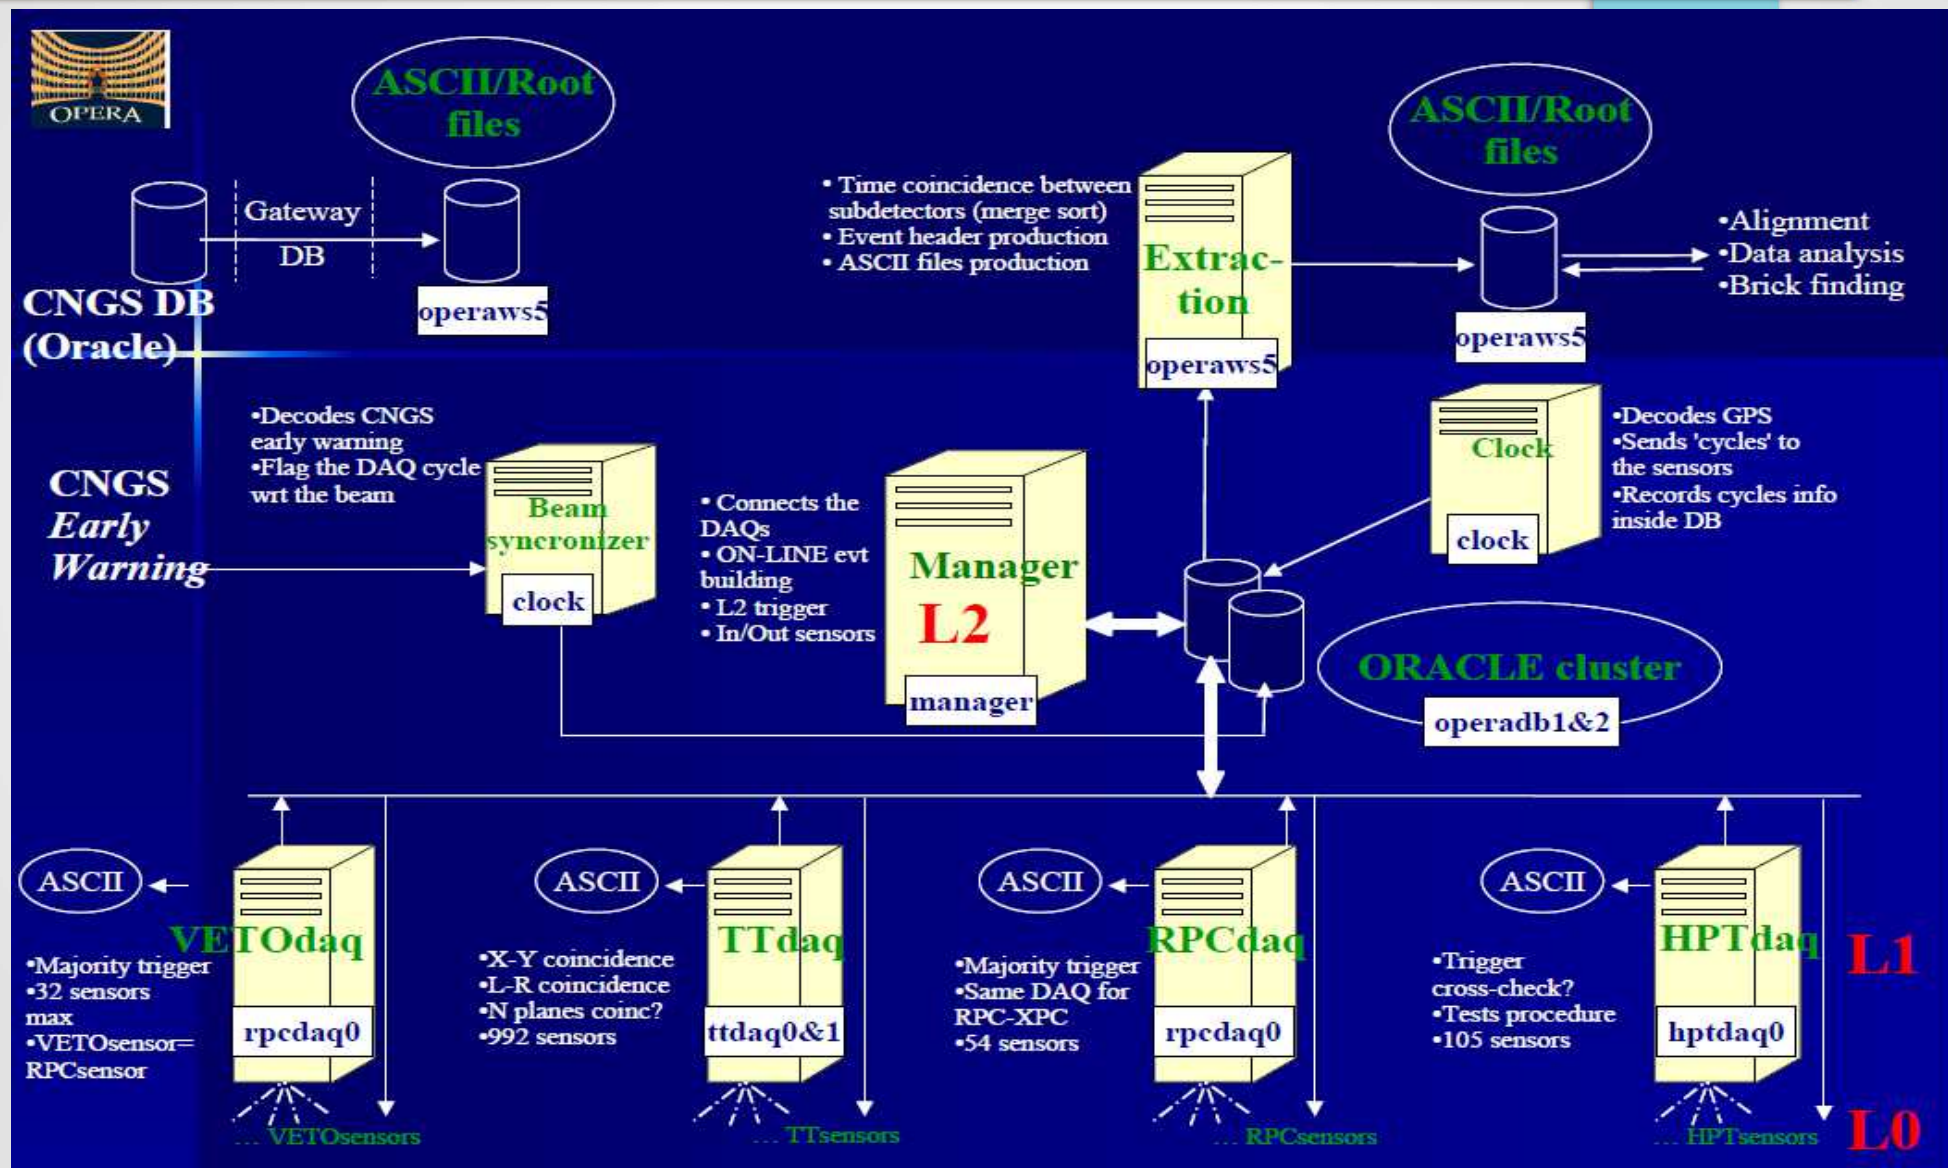 OPERA
ASCII/Root
files
Gateway
DB
operaws5
CNGS DB
(Oracle)
• Time coincidence between
subdetectors (merge sort)
• Event header production
• ASCII files production
Extrac-
tion
operaws5
ASCII/Root
files
operaws5
•Alignment
•Data analysis
•Brick finding
CNGS
Early
Warning
•Decodes CNGS
early warning
•Flag the DAQ cycle
wrt the beam
Beam
syncronizer
clock
• Connects the
DAQs
• ON-LINE evt
building
• L2 trigger
• In/Out sensors
Manager
L2
manager
Clock
clock
•Decodes GPS
•Sends 'cycles' to
the sensors
•Records cycles info
inside DB
ORACLE cluster
operadb1&2
ASCII
VETOdaq
•Majority trigger
•32 sensors
max
•VETOsensor=
RPCsensor
rpcdaq0
... VETOsensors
ASCII
TTdaq
•X-Y coincidence
•L-R coincidence
•N planes coinc?
•992 sensors
ttdaq0&1
... TTsensors
ASCII
RPCdaq
•Majority trigger
•Same DAQ for
RPC-XPC
•54 sensors
rpcdaq0
... RPCsensors
ASCII
HPTdaq
•Trigger
cross-check?
•Tests procedure
•105 sensors
hptdaq0
... HPTsensors
L1
L0